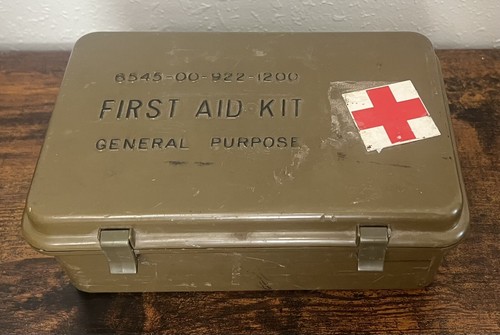 6545-00-922-1200
FIRST AID KIT
GENERAL PURPOSE